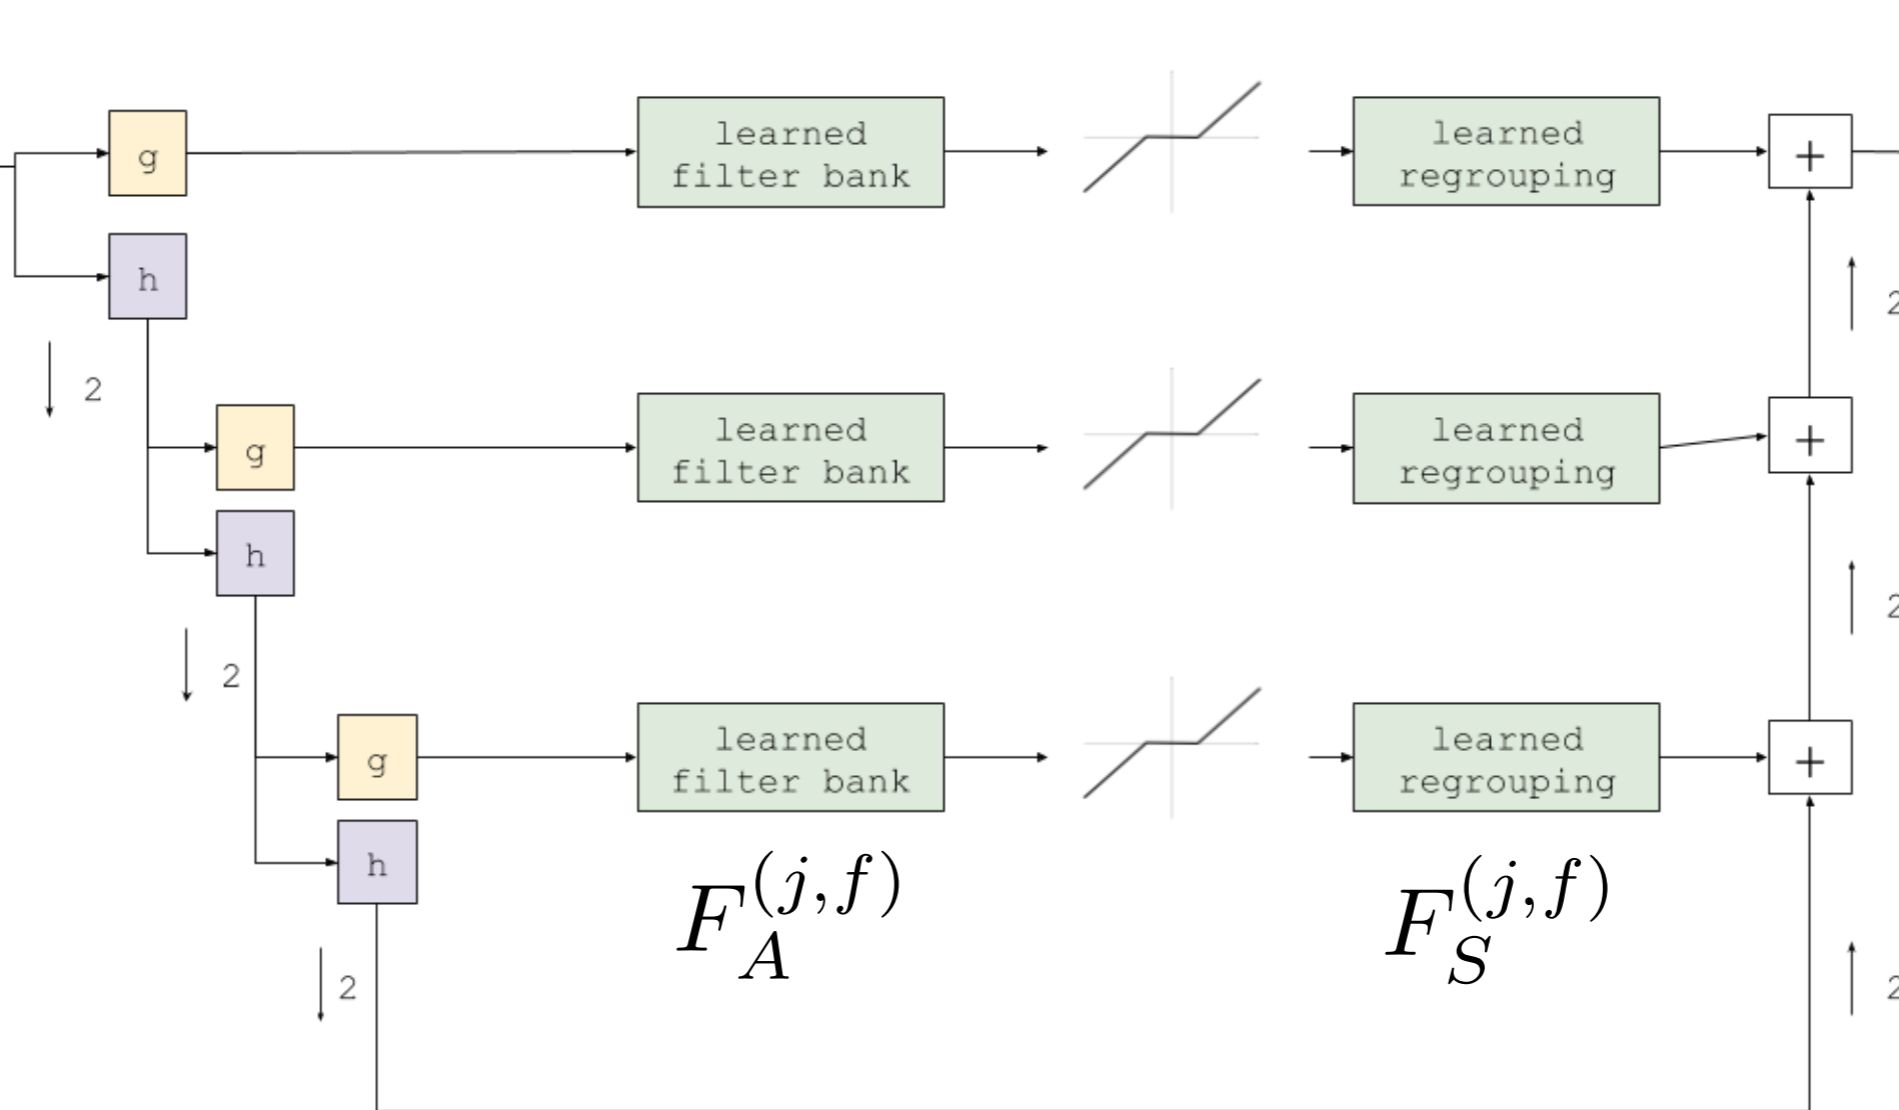 g
learned
filter bank
learned
regrouping
+
h
2
2
g
learned
filter bank
learned
regrouping
+
h
2
2
g
learned
filter bank
learned
regrouping
+
h
F_A^{(j,f)}
F_S^{(j,f)}
2
2